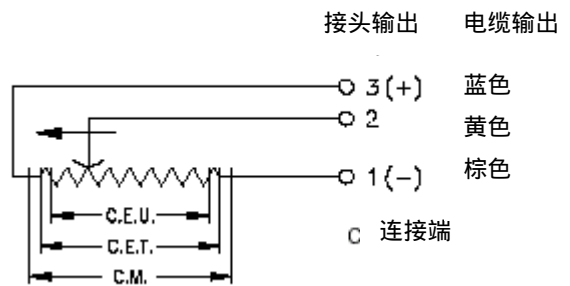 接头输出 电缆输出
3(+) 蓝色
2 黄色
1(-) 棕色
C.E.U.
C 连接端
C.E.T.
C.M.